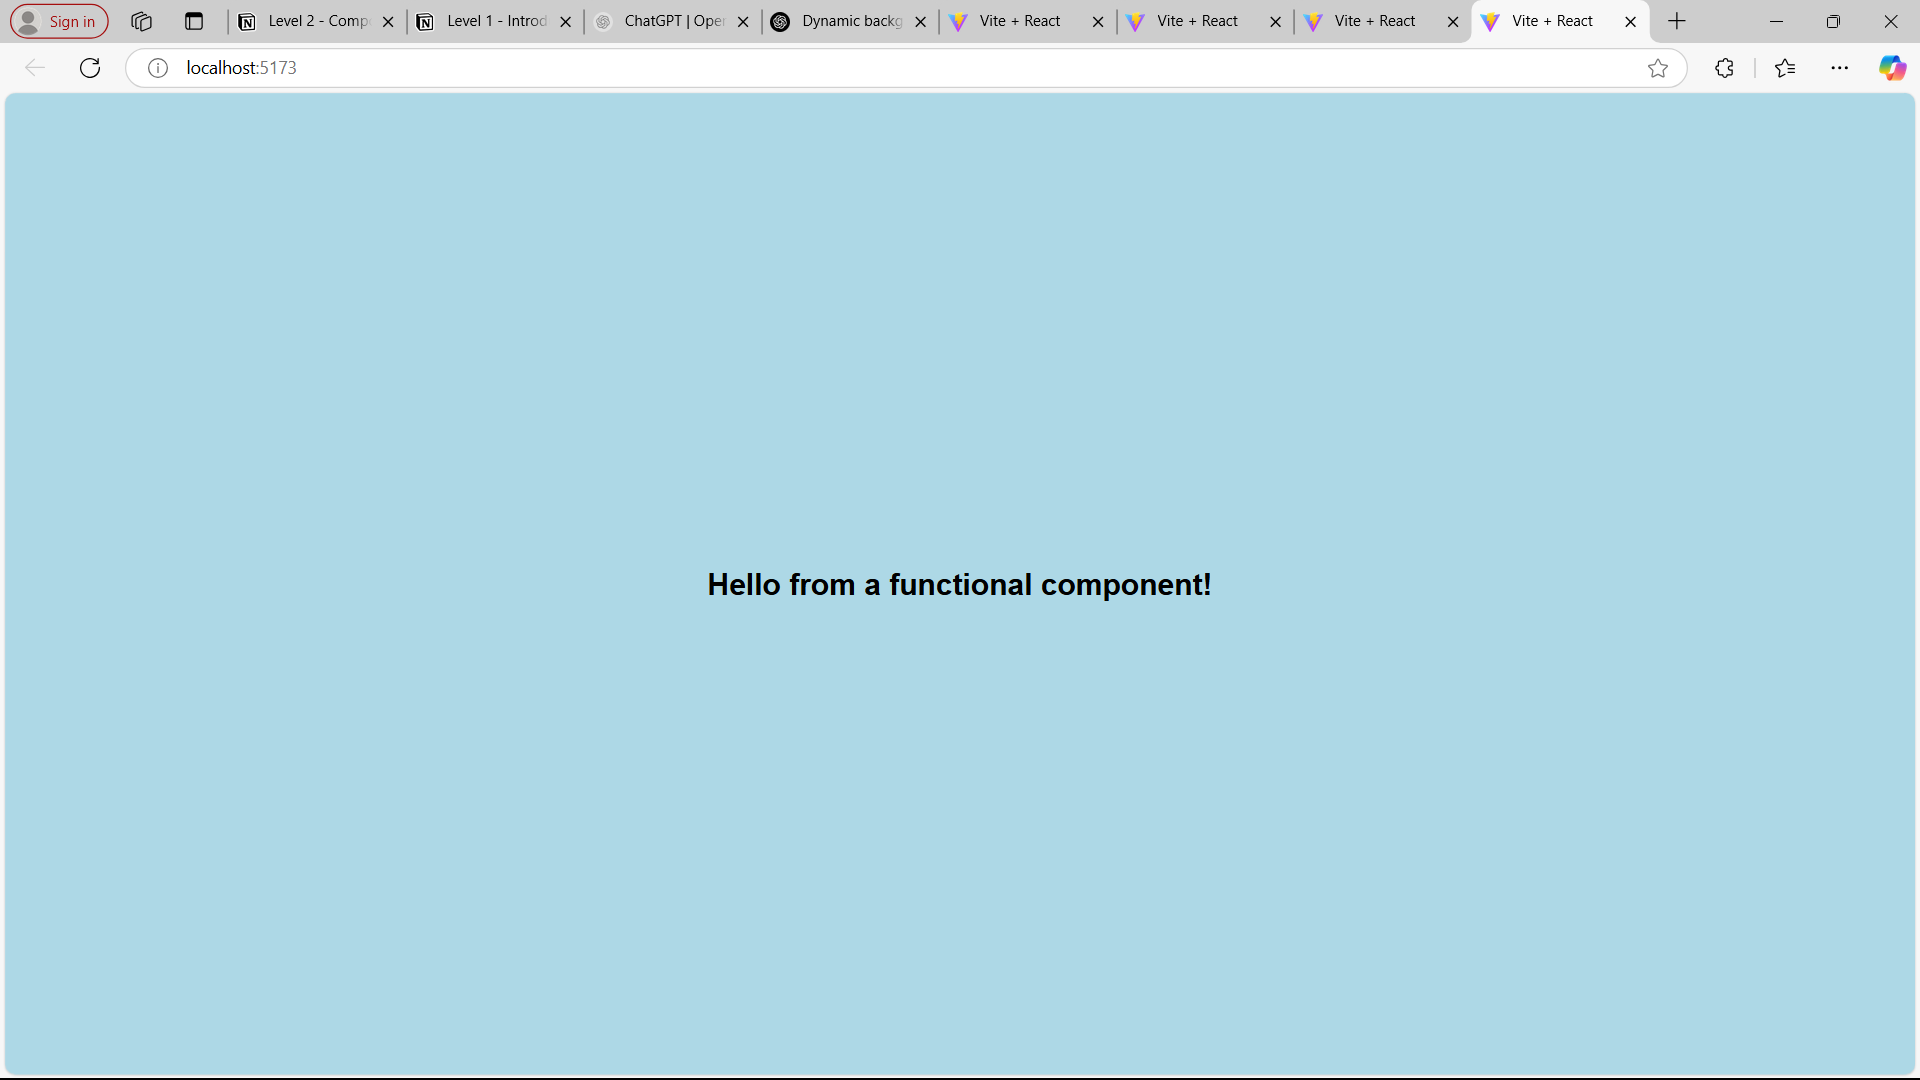 Sign in
Level 2 - Comp
Level 1 - Introd
ChatGPT | Oper
Dynamic backg
Vite + React
Vite + React
Vite + React
Vite + React
localhost:5173
Hello from a functional component!